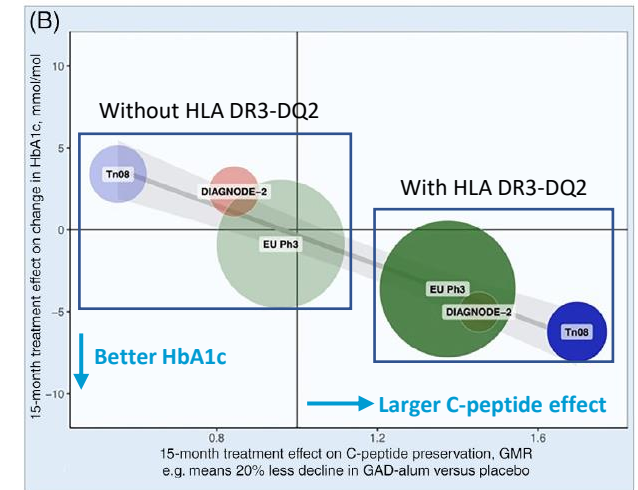 (B)
15-month treatment effect on change in HbA1c, mmol/mol
10
5
0
−5
−10
Without HLA DR3-DQ2
With HLA DR3-DQ2
Tn08
DIAGNODE−2
EU Ph3
EU Ph3
DIAGNODE−2
Tn08
Better HbA1c
Larger C-peptide effect
0.8
1.2
1.6
15-month treatment effect on C-peptide preservation, GMR
e.g. means 20% less decline in GAD-alum versus placebo